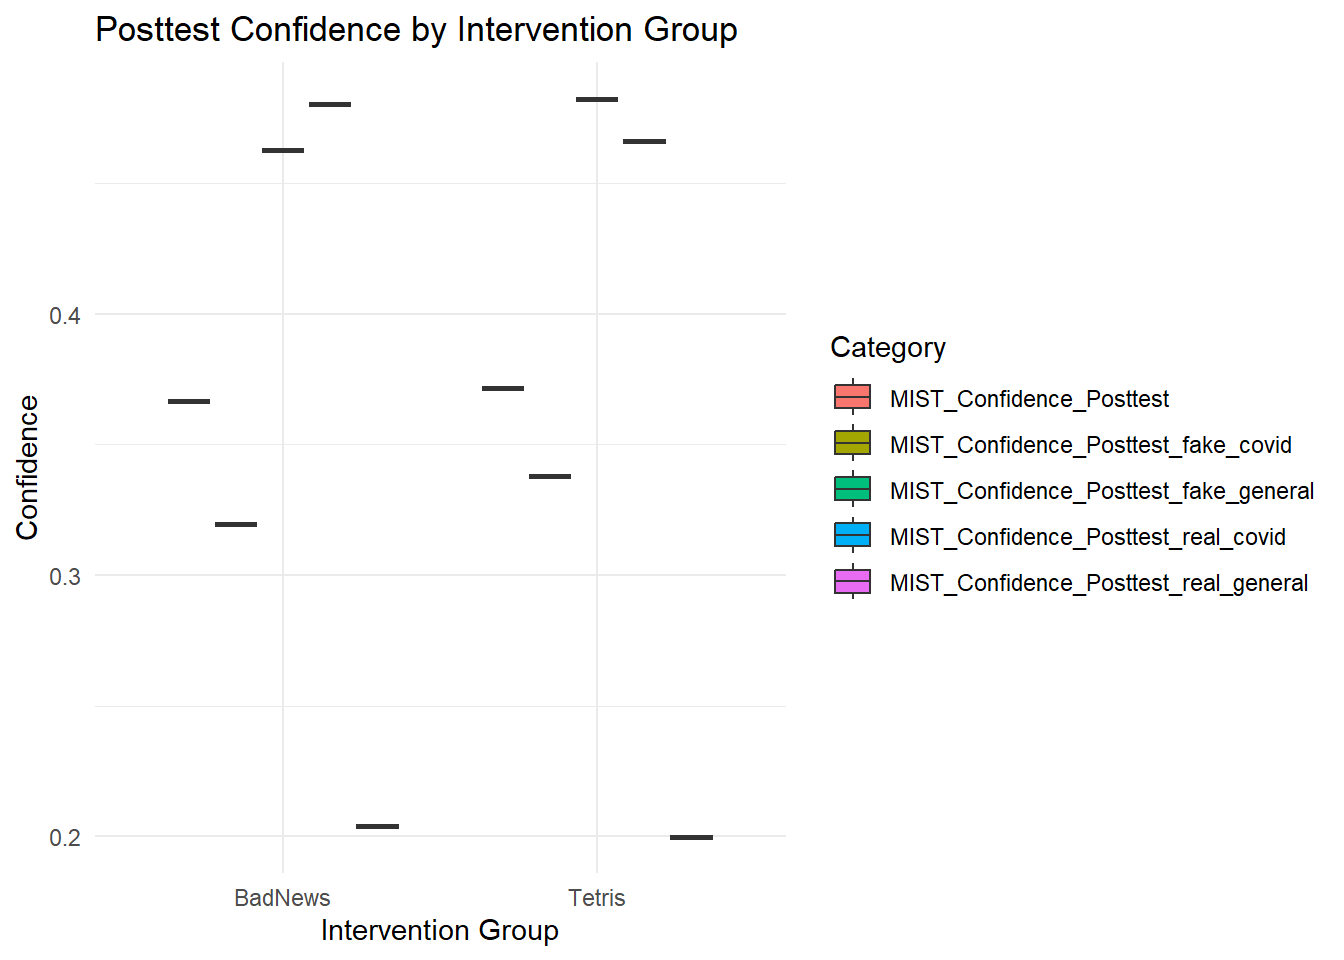 Posttest Confidence by Intervention Group
Confidence
0.4
0.3
0.2
BadNews
Tetris
Intervention Group
Category
MIST_Confidence_Posttest
MIST_Confidence_Posttest_fake_covid
MIST_Confidence_Posttest_fake_general
MIST_Confidence_Posttest_real_covid
MIST_Confidence_Posttest_real_general